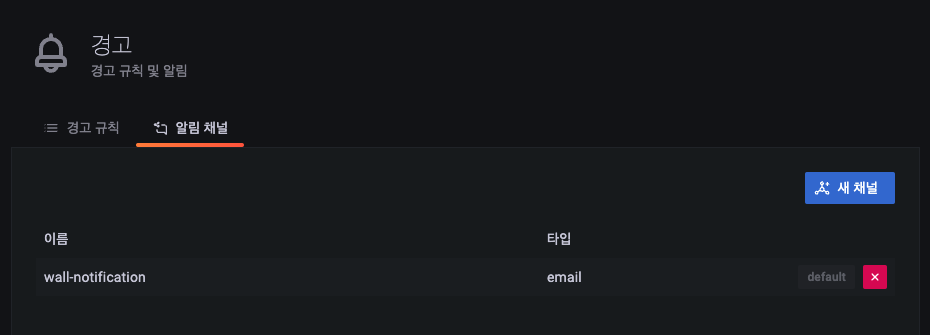 경고
경고 규칙 및 알림
경고 규칙 알림 채널
새 채널
이름 타입
wall-notification email default